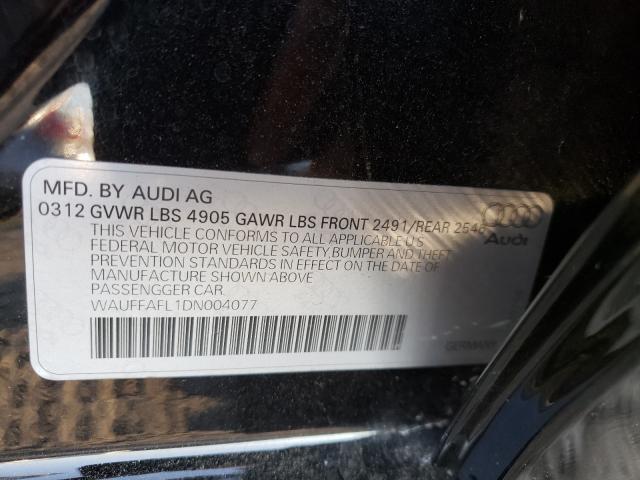 MFD. BY AUDI AG
0312 GVWR LBS 4905 GAWR LBS FRONT 2491/REAR 2546
THIS VEHICLE CONFORMS TO ALL APPLICABLE U.S
FEDERAL MOTOR VEHICLE SAFETY, BUMPER AND THEFT
PREVENTION STANDARDS IN EFFECT ON THE DATE OF
MANUFACTURE SHOWN ABOVE
PASSENGGER CAR.
WAUFFAFL1DN004077
Audi
GERMANY